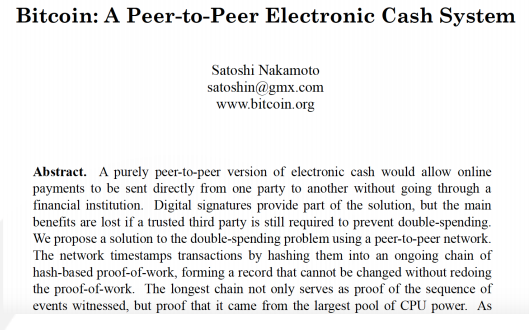 Bitcoin: A Peer-to-Peer Electronic Cash System
Satoshi Nakamoto
satoshin@gmx.com
www.bitcoin.org
Abstract. A purely peer-to-peer version of electronic cash would allow online
payments to be sent directly from one party to another without going through a
financial institution. Digital signatures provide part of the solution, but the main
benefits are lost if a trusted third party is still required to prevent double-spending.
We propose a solution to the double-spending problem using a peer-to-peer network.
The network timestamps transactions by hashing them into an ongoing chain of
hash-based proof-of-work, forming a record that cannot be changed without redoing
the proof-of-work. The longest chain not only serves as proof of the sequence of
events witnessed, but proof that it came from the largest pool of CPU power. As